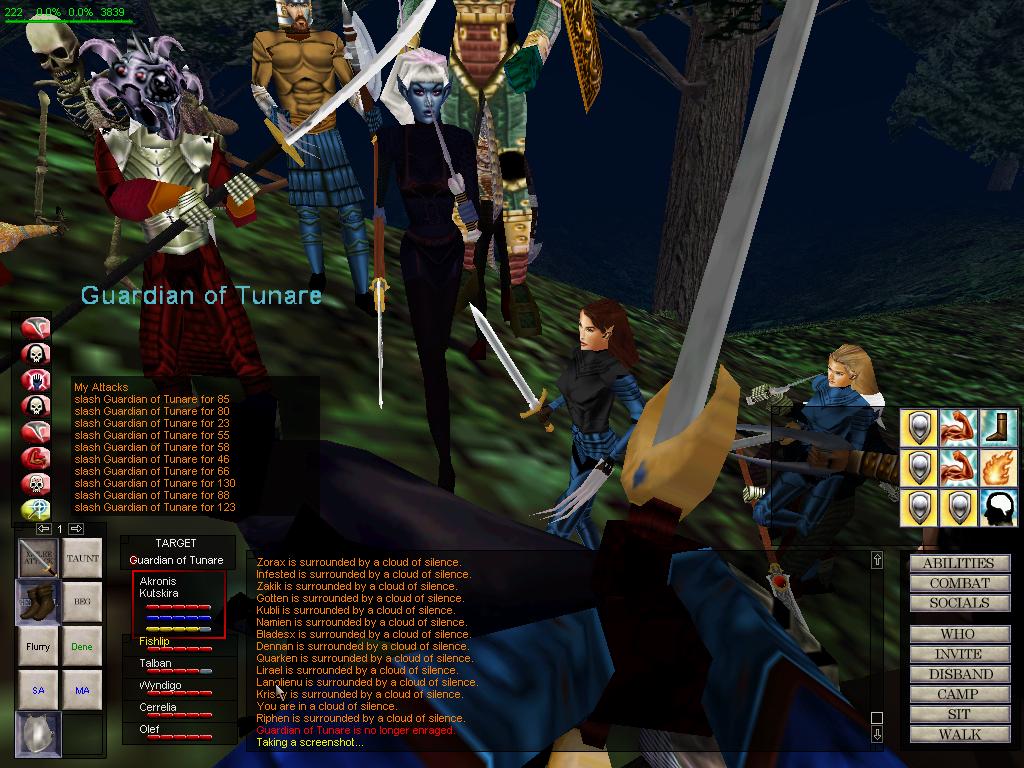 222 0.0% 0.0% 3839
Guardian of Tunare
My Attacks
slash Guardian of Tunare for 85
slash Guardian of Tunare for 80
slash Guardian of Tunare for 23
slash Guardian of Tunare for 55
slash Guardian of Tunare for 58
slash Guardian of Tunare for 46
slash Guardian of Tunare for 66
slash Guardian of Tunare for 130
slash Guardian of Tunare for 88
slash Guardian of Tunare for 123
1
MELEE ATTACK
TAUNT
BEG
Flurry
Dene
SA
MA
TARGET
Guardian of Tunare
Akronis
Kutskira
Fishlip
Talban
Wyndigo
Cerrelia
Olef
Zorax is surrounded by a cloud of silence.
Infested is surrounded by a cloud of silence.
Zakik is surrounded by a cloud of silence.
Gotten is surrounded by a cloud of silence.
Kubli is surrounded by a cloud of silence.
Namien is surrounded by a cloud of silence.
Bladesx is surrounded by a cloud of silence.
Dennan is surrounded by a cloud of silence.
Quarken is surrounded by a cloud of silence.
Lirael is surrounded by a cloud of silence.
is surrounded by a cloud of silence.
is surrounded by a cloud of silence.
You are in a cloud of silence.
Riphen is surrounded by a cloud of silence.
Guardian of Tunare is no longer enraged.
Taking a screenshot...
ABILITIES
COMBAT
SOCIALS
WHO
INVITE
DISBAND
CAMP
SIT
WALK